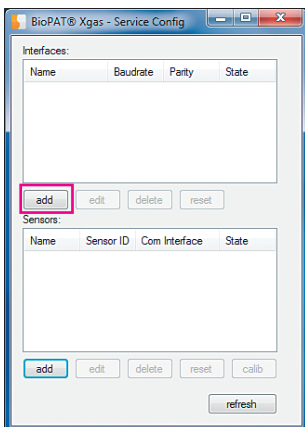 BioPAT® Xgas - Service Config
Interfaces:
Name Baudrate Parity State
add edit delete reset
Sensors:
Name Sensor ID Com Interface State
add edit delete reset calib
refresh